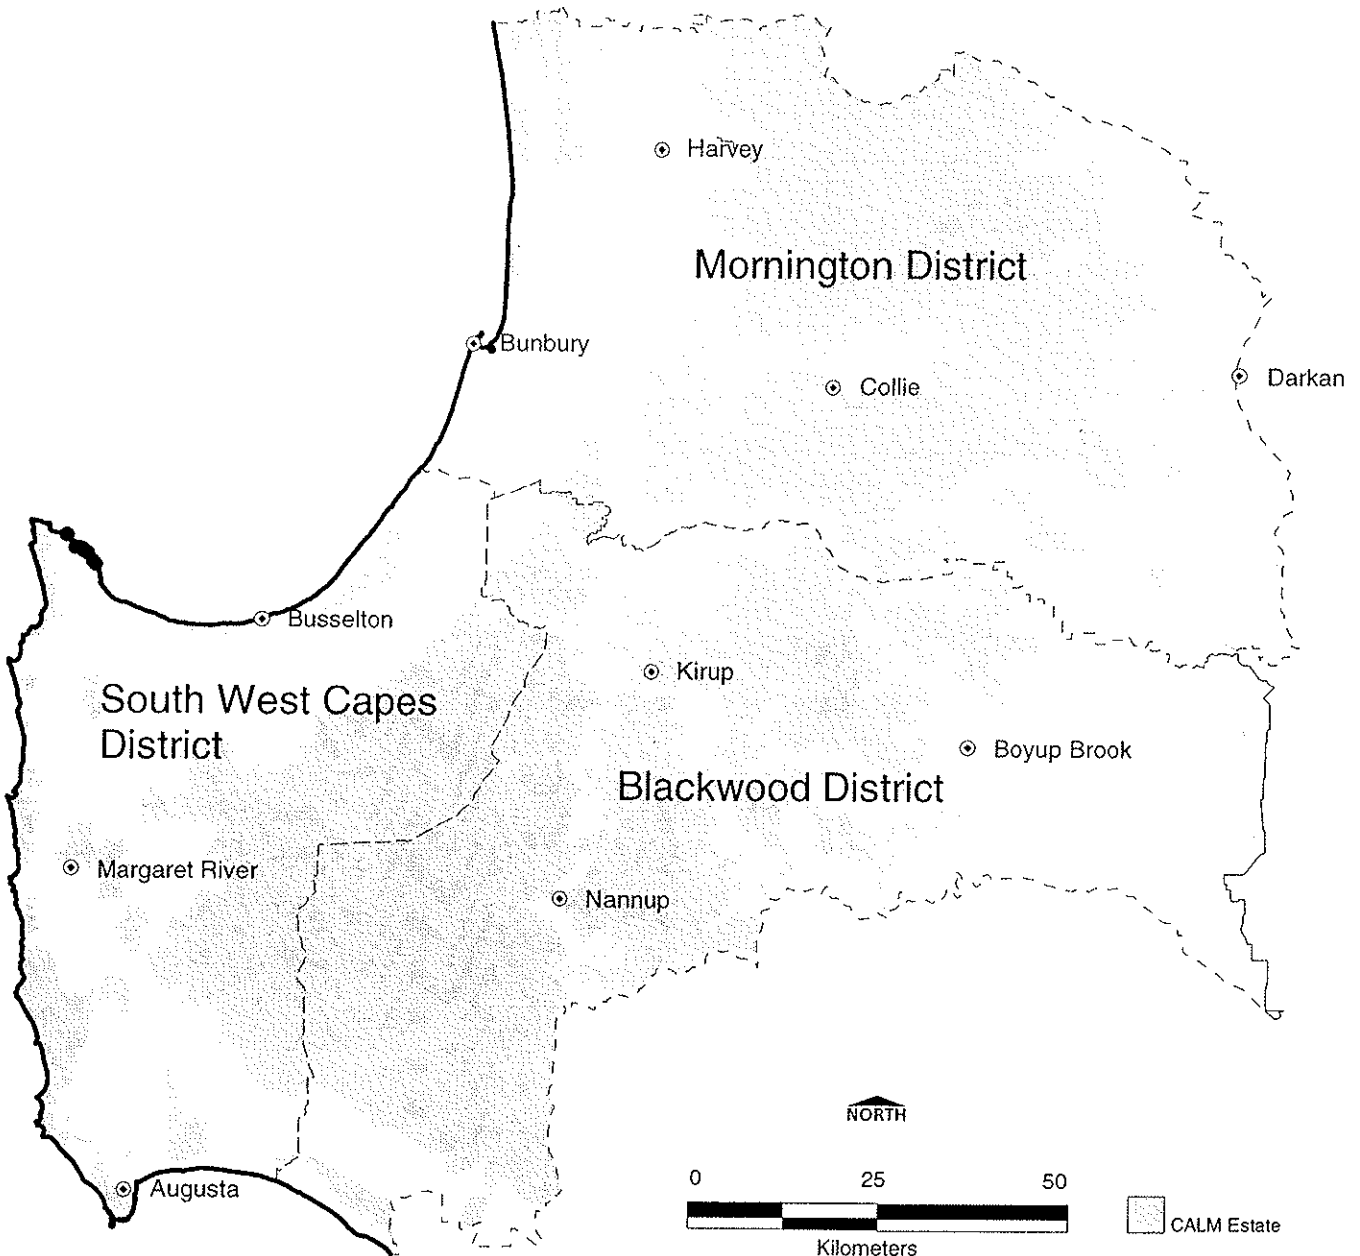 Harvey
Mornington District
Bunbury
Collie
Darkan
Busselton
Kirup
South West Capes
District
Boyup Brook
Blackwood District
Margaret River
Nannup
NORTH
0 25 50
Augusta
CALM Estate
Kilometers